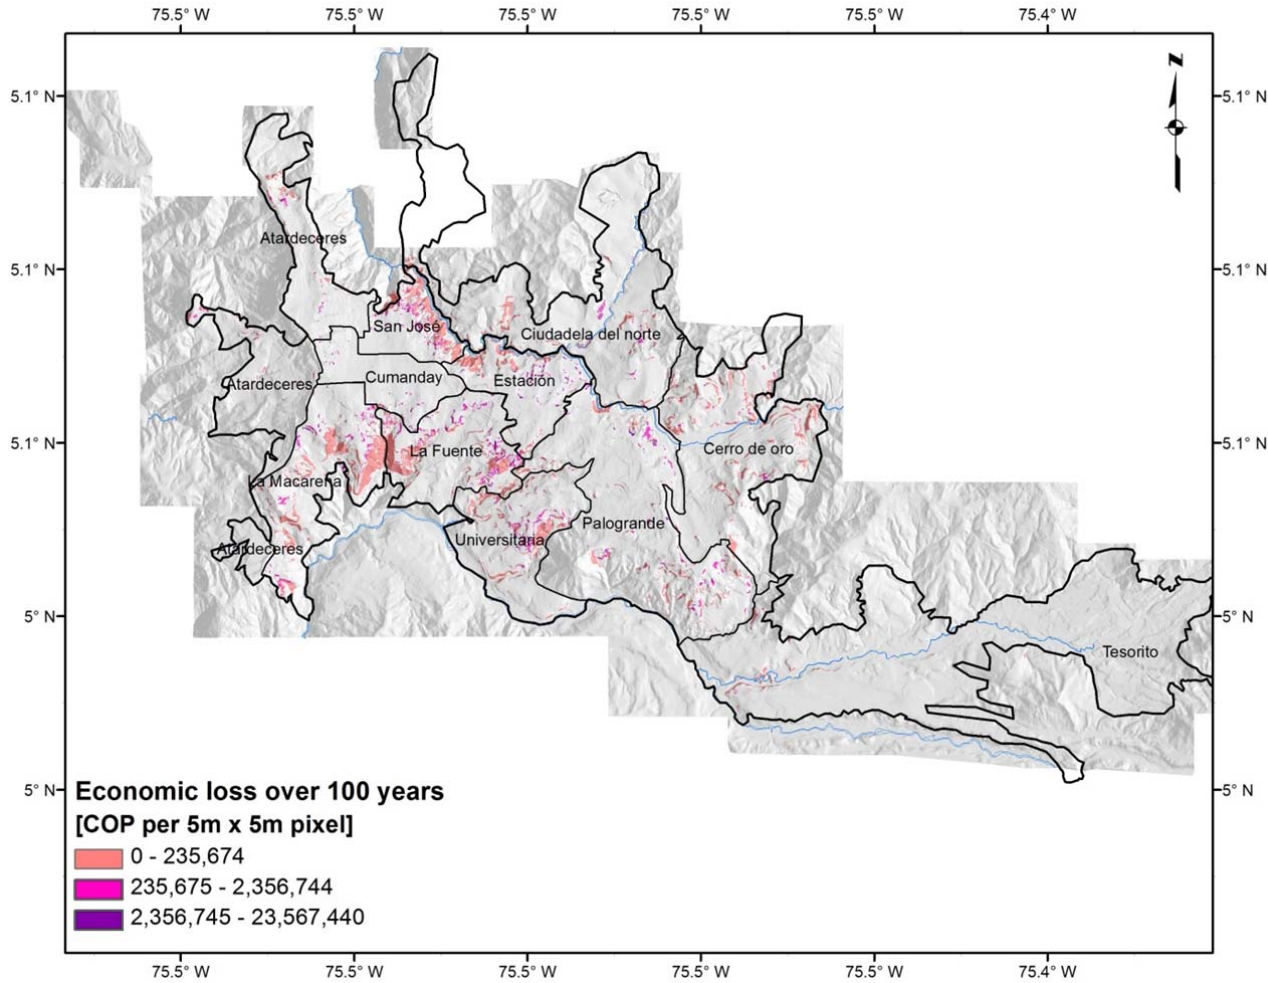 75.5° W 75.5° W 75.5° W 75.5° W 75.5° W 75.4° W
N
5.1° N 5.1° N
Atardeceres
5.1° N 5.1° N
San José
Ciudadela del norte
Atardeceres
Cumanday
Estación
5.1° N 5.1° N
La Fuente
Cerro de oro
La Macarena
Palogrande
Universitaria
Atardeceres
5° N 5° N
Tesorito
5° N 5° N
Economic loss over 100 years
[COP per 5m x 5m pixel]
0 - 235,674
235,675 - 2,356,744
2,356,745 - 23,567,440
75.5° W 75.5° W 75.5° W 75.5° W 75.5° W 75.4° W